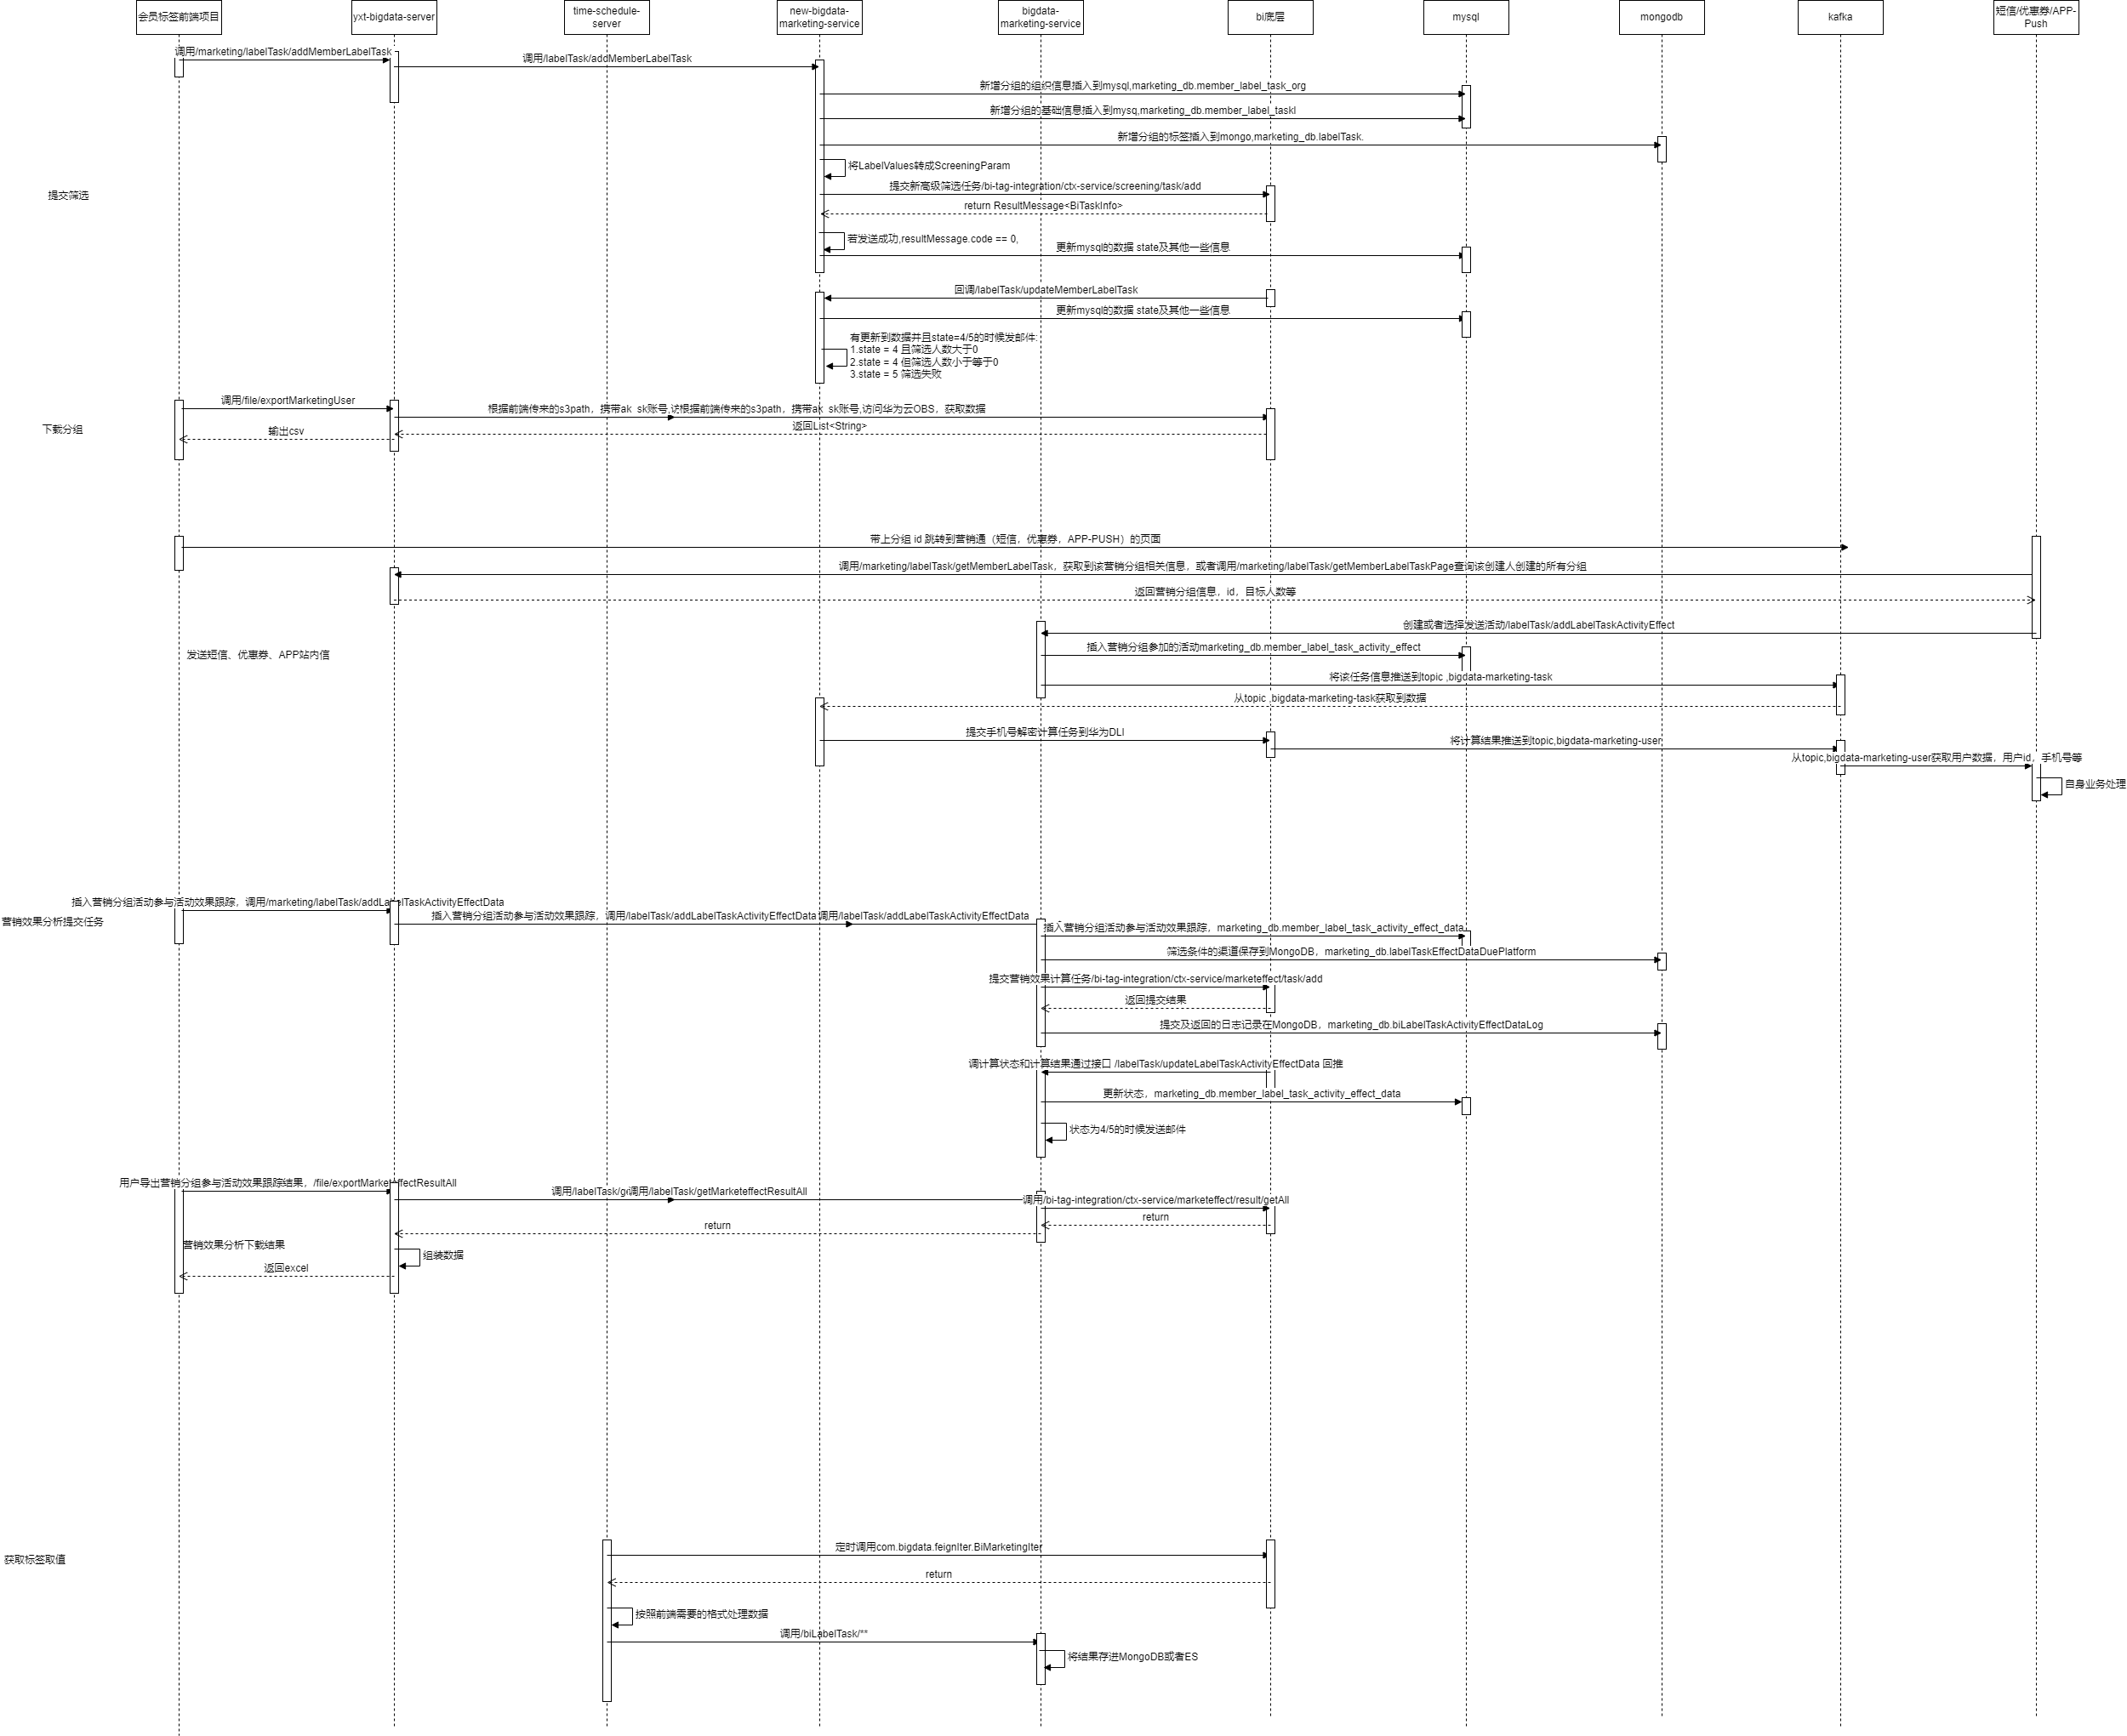 会员标签前端项目
yxt-bigdata-server
time-schedule-
server
new-bigdata-
marketing-service
bigdata-
marketing-service
bi底层
mysql
mongodb
kafka
短信/优惠券/APP-
Push
调用/marketing/labelTask/addMemberLabelTask
调用/labelTask/addMemberLabelTask
新增分组的组织信息插入到mysql,marketing_db.member_label_task_org
新增分组的基础信息插入到mysq,marketing_db.member_label_taskl
新增分组的标签插入到mongo,marketing_db.labelTask.
将LabelValues转成ScreeningParam
提交筛选
提交新高级筛选任务/bi-tag-integration/ctx-service/screening/task/add
return ResultMessage<BiTaskInfo>
若发送成功,resultMessage.code == 0,
更新mysql的数据 state及其他一些信息
回调/labelTask/updateMemberLabelTask
更新mysql的数据 state及其他一些信息
有更新到数据并且state=4/5的时候发邮件:
1.state = 4 且筛选人数大于0
2.state = 4 但筛选人数小于等于0
3.state = 5 筛选失败
调用/file/exportMarketingUser
根据前端传来的s3path，携带ak sk账号,访根据前端传来的s3path，携带ak sk账号,访问华为云OBS，获取数据
下载分组
输出csv
返回List<String>
带上分组 id 跳转到营销通（短信，优惠券，APP-PUSH）的页面
调用/marketing/labelTask/getMemberLabelTask，获取到该营销分组相关信息，或者调用/marketing/labelTask/getMemberLabelTaskPage查询该创建人创建的所有分组
返回营销分组信息，id，目标人数等
创建或者选择发送活动/labelTask/addLabelTaskActivityEffect
插入营销分组参加的活动marketing_db.member_label_task_activity_effect
发送短信、优惠券、APP站内信
将该任务信息推送到topic ,bigdata-marketing-task
从topic ,bigdata-marketing-task获取到数据
提交手机号解密计算任务到华为DLI
将计算结果推送到topic,bigdata-marketing-user
从topic,bigdata-marketing-user获取用户数据，用户id，手机号等
自身业务处理
插入营销分组活动参与活动效果跟踪，调用/marketing/labelTask/addLabelTaskActivityEffectData
营销效果分析提交任务
插入营销分组活动参与活动效果跟踪，调用/labelTask/addLabelTaskActivityEffectData 调用/labelTask/addLabelTaskActivityEffectData
插入营销分组活动参与活动效果跟踪，marketing_db.member_label_task_activity_effect_data
筛选条件的渠道保存到MongoDB，marketing_db.labelTaskEffectDataDuePlatform
提交营销效果计算任务/bi-tag-integration/ctx-service/marketeffect/task/add
返回提交结果
提交及返回的日志记录在MongoDB，marketing_db.biLabelTaskActivityEffectDataLog
调计算状态和计算结果通过接口 /labelTask/updateLabelTaskActivityEffectData 回推
更新状态，marketing_db.member_label_task_activity_effect_data
状态为4/5的时候发送邮件
用户导出营销分组参与活动效果跟踪结果，/file/exportMarketeffectResultAll
调用/labelTask/ge调用/labelTask/getMarketeffectResultAll
调用/bi-tag-integration/ctx-service/marketeffect/result/getAll
return
return
营销效果分析下载结果
组装数据
返回excel
定时调用com.bigdata.feignIter.BiMarketingIter
获取标签取值
return
按照前端需要的格式处理数据
调用/biLabelTask/**
将结果存进MongoDB或者ES